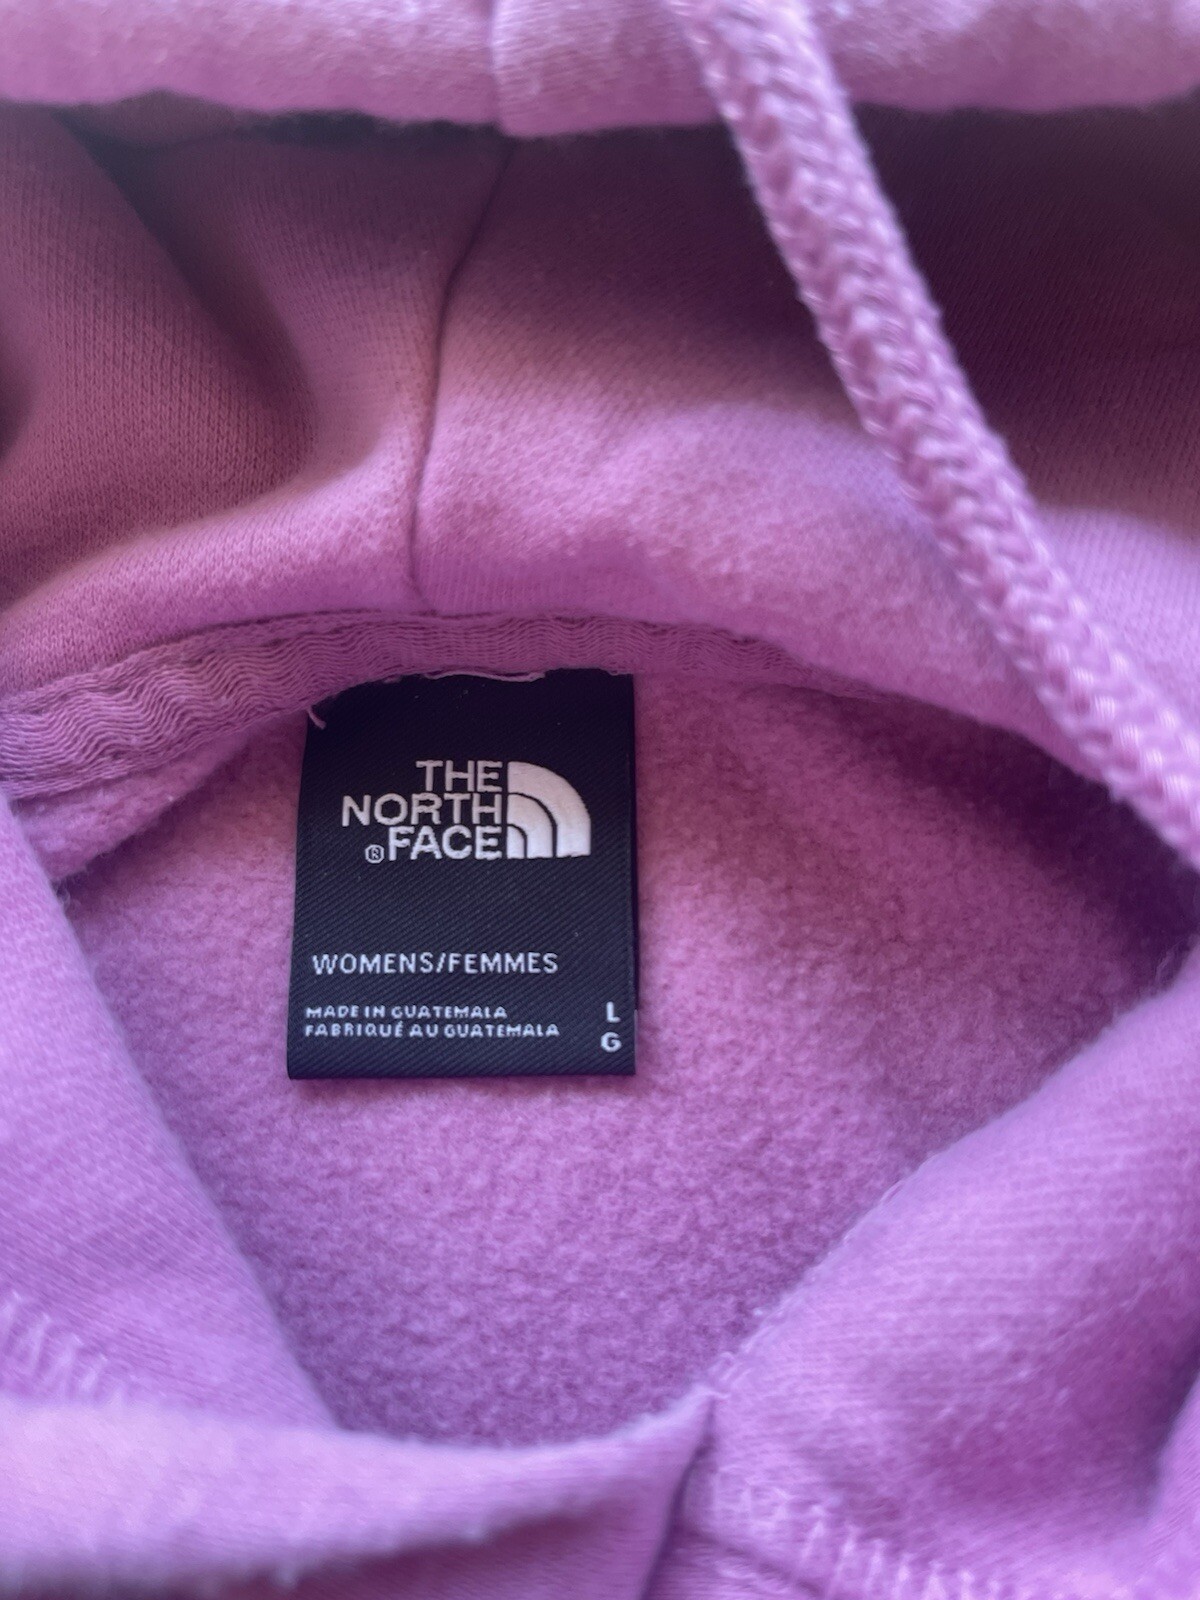 THE
NORTH
®FACE
WOMENS/FEMMES
MADE IN GUATEMALA
FABRIQUÉ AU GUATEMALA
L
G